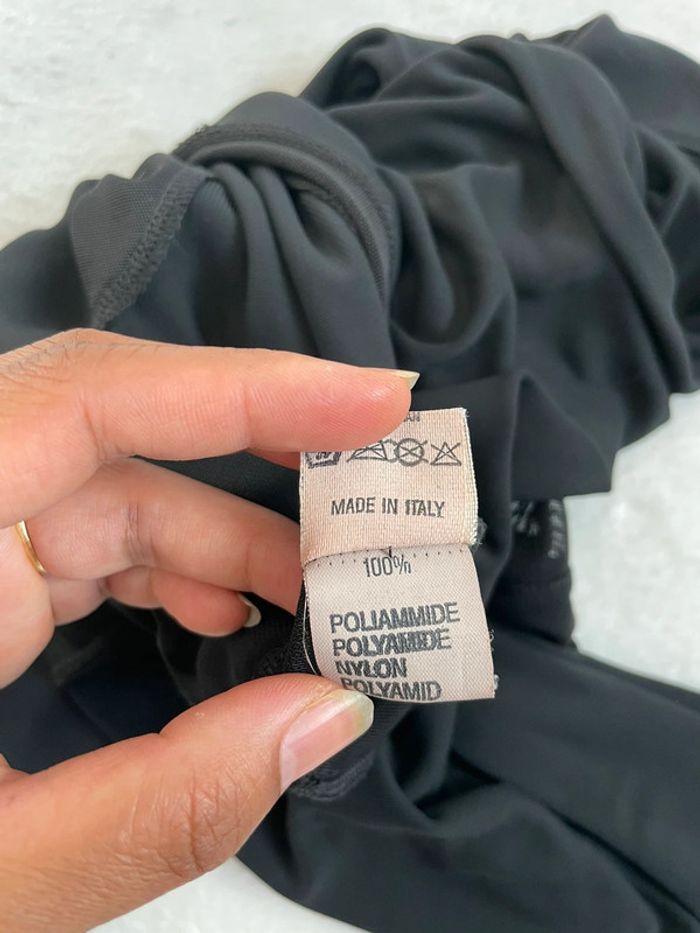 MADE IN ITALY
100%
POLIAMMIDE
POLYAMIDE
NYLON
POLYAMID